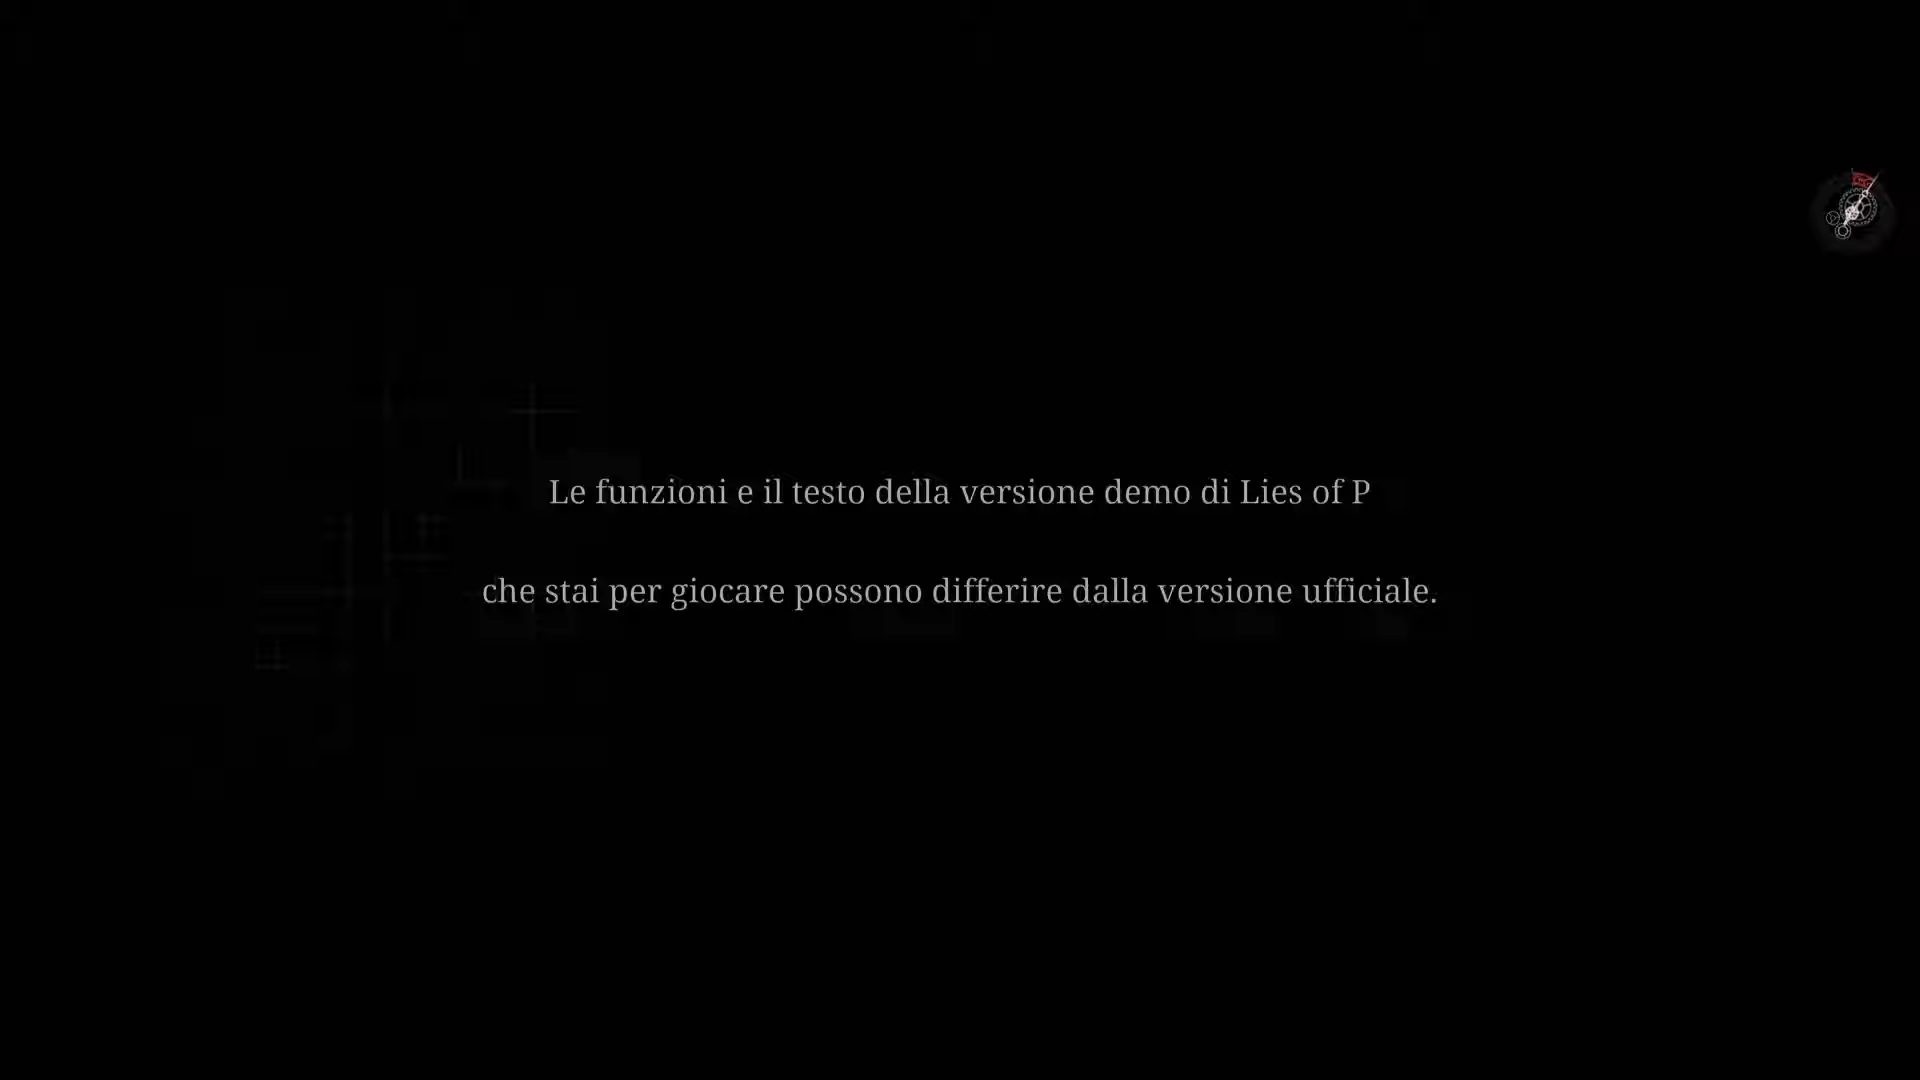 Le funzioni e il testo della versione demo di Lies of P
che stai per giocare possono differire dalla versione ufficiale.